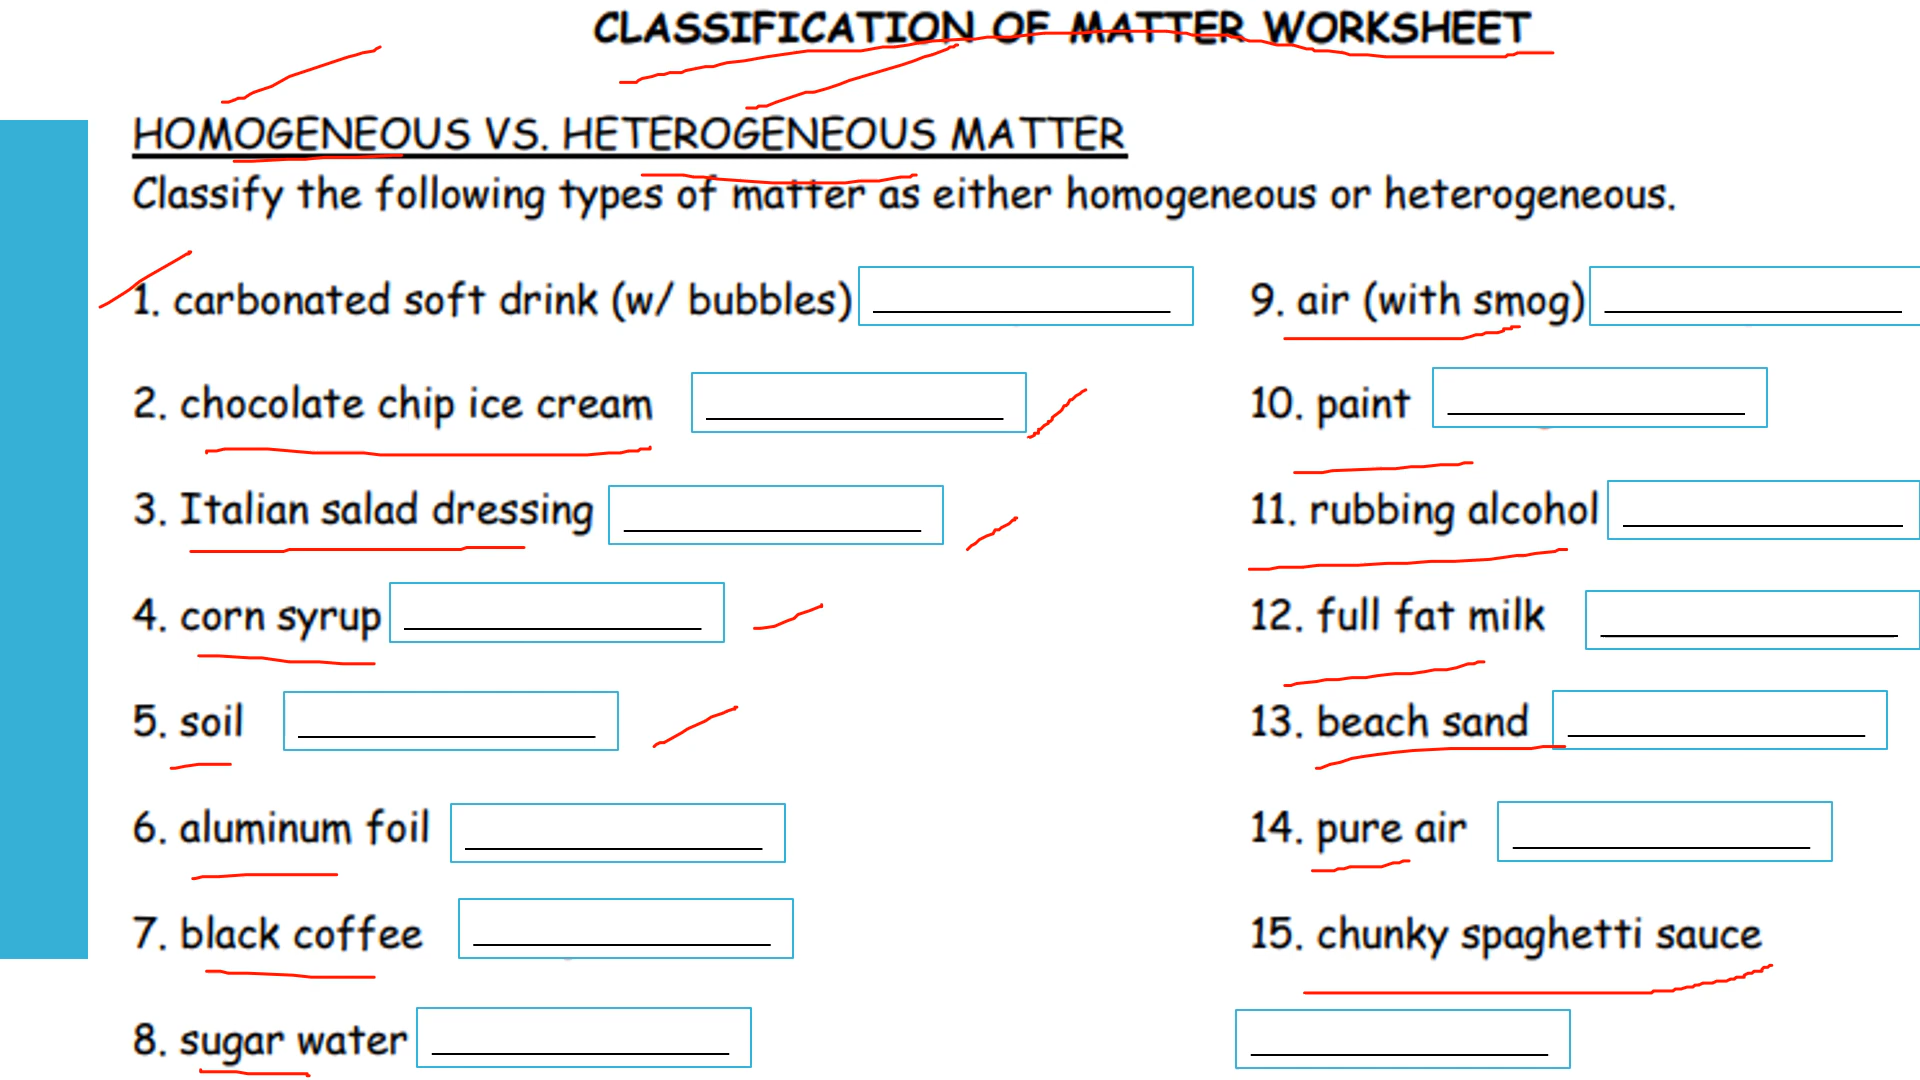 CLASSIFICATION OF MATTER WORKSHEET
HOMOGENEOUS VS. HETEROGENEOUS MATTER
Classify the following types of matter as either homogeneous or heterogeneous.
1. carbonated soft drink (w/ bubbles)
2. chocolate chip ice cream
3. Italian salad dressing
4. corn syrup
5. soil
6. aluminum foil
7. black coffee
8. sugar water
9. air (with smog)
10. paint
11. rubbing alcohol
12. full fat milk
13. beach sand
14. pure air
15. chunky spaghetti sauce